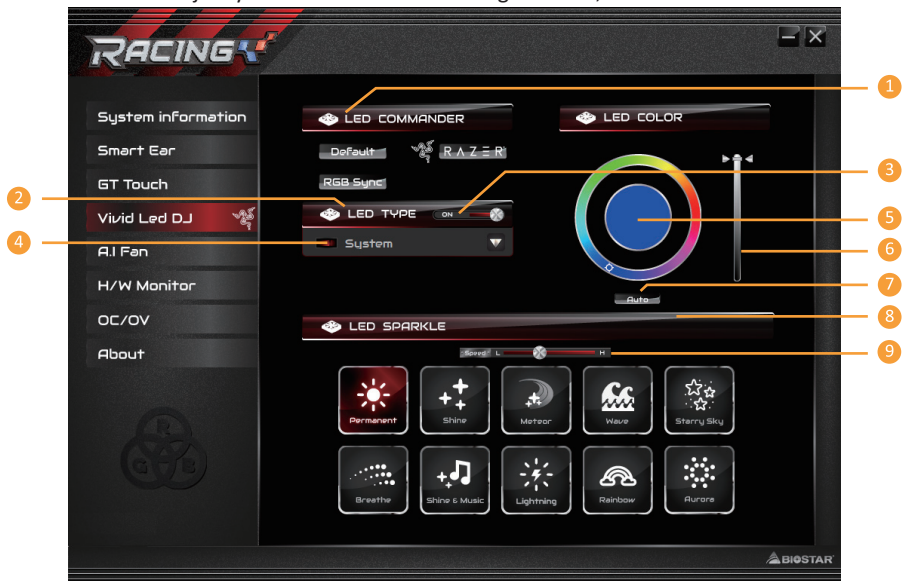 RACING
System information
Smart Ear
GT Touch
Vivid Led DJ
A.I Fan
H/W Monitor
OC/OV
About
R
G B
LED COMMANDER
Default RAZER
RGB Sync
LED TYPE ON
System
LED COLOR
Auto
LED SPARKLE
Speed L H
Permanent
Shine
Meteor
Wave
Starry Sky
Breathe
Shine & Music
Lightning
Rainbow
Aurora
BIOSTAR
1
2
3
4
5
6
7
8
9